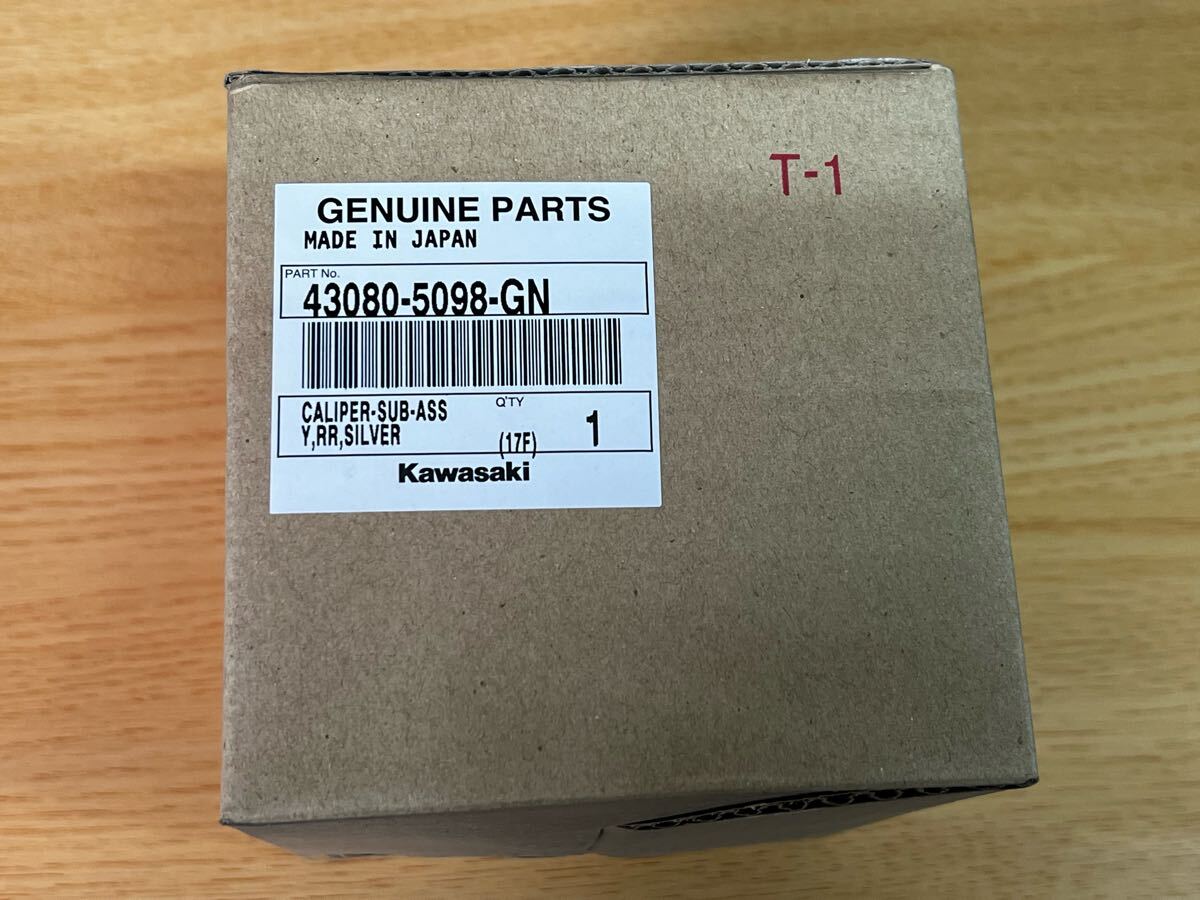 T-1
GENUINE PARTS
MADE IN JAPAN
PART No.
43080-5098-GN
CALIPER-SUB-ASS
Y,RR,SILVER
Q'TY
(17F)
1
Kawasaki